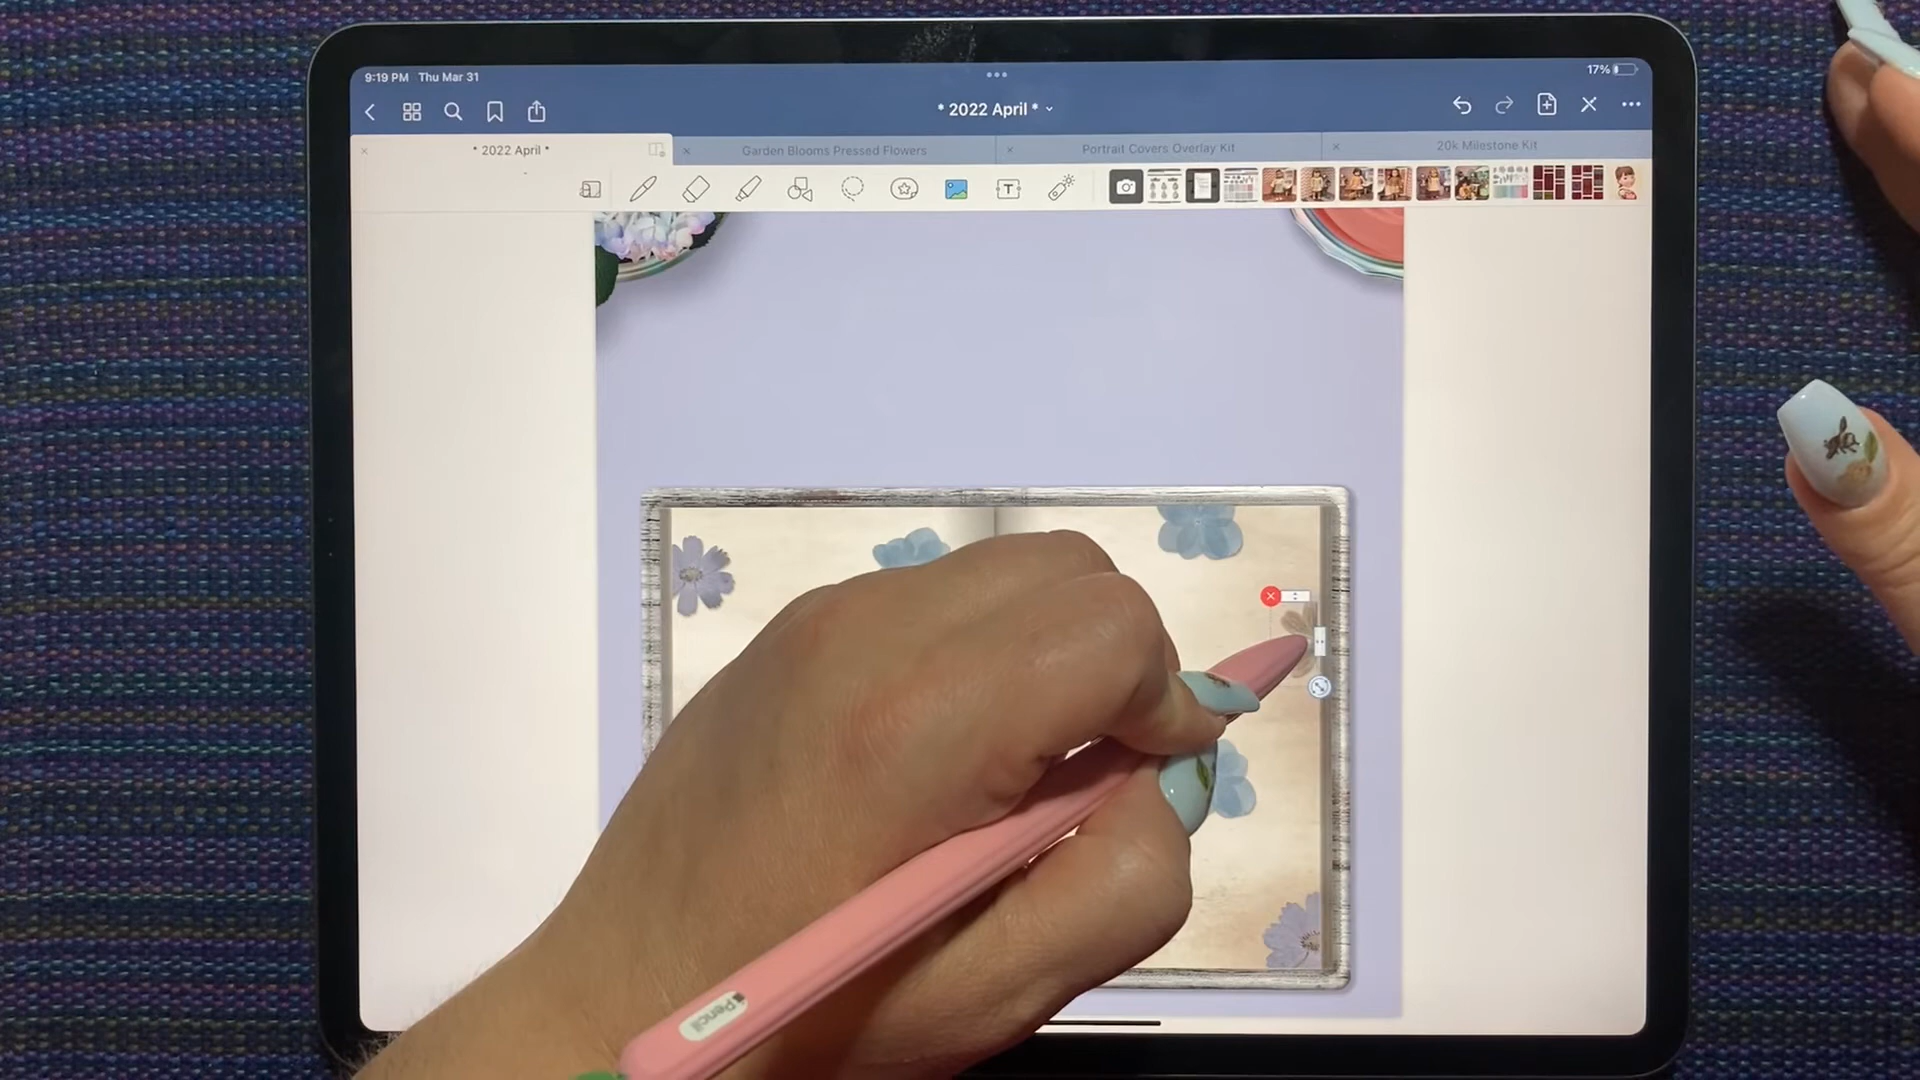 9:19 PM Thu Mar 31
17%
* 2022 April *
* 2022 April *
Garden Blooms Pressed Flowers
Portrait Covers Overlay Kit
20k Milestone Kit
T
Pencil